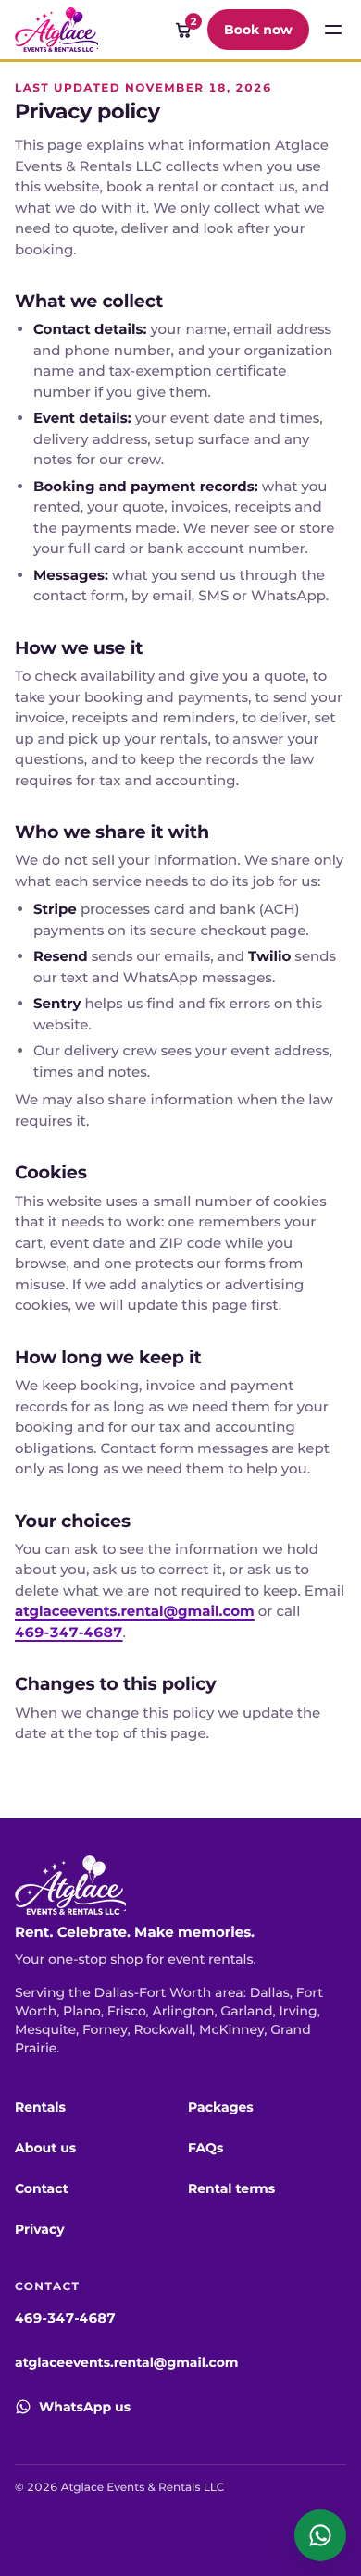 Atglace
EVENTS & RENTALS LLC
2
Book now
LAST UPDATED NOVEMBER 18, 2026
Privacy policy
This page explains what information Atglace
Events & Rentals LLC collects when you use
this website, book a rental or contact us, and
what we do with it. We only collect what we
need to quote, deliver and look after your
booking.
What we collect
• Contact details: your name, email address
and phone number, and your organization
name and tax-exemption certificate
number if you give them.
• Event details: your event date and times,
delivery address, setup surface and any
notes for our crew.
• Booking and payment records: what you
rented, your quote, invoices, receipts and
the payments made. We never see or store
your full card or bank account number.
• Messages: what you send us through the
contact form, by email, SMS or WhatsApp.
How we use it
To check availability and give you a quote, to
take your booking and payments, to send your
invoice, receipts and reminders, to deliver, set
up and pick up your rentals, to answer your
questions, and to keep the records the law
requires for tax and accounting.
Who we share it with
We do not sell your information. We share only
what each service needs to do its job for us:
• Stripe processes card and bank (ACH)
payments on its secure checkout page.
• Resend sends our emails, and Twilio sends
our text and WhatsApp messages.
• Sentry helps us find and fix errors on this
website.
• Our delivery crew sees your event address,
times and notes.
We may also share information when the law
requires it.
Cookies
This website uses a small number of cookies
that it needs to work: one remembers your
cart, event date and ZIP code while you
browse, and one protects our forms from
misuse. If we add analytics or advertising
cookies, we will update this page first.
How long we keep it
We keep booking, invoice and payment
records for as long as we need them for your
booking and for our tax and accounting
obligations. Contact form messages are kept
only as long as we need them to help you.
Your choices
You can ask to see the information we hold
about you, ask us to correct it, or ask us to
delete what we are not required to keep. Email
atglaceevents.rental@gmail.com or call
469-347-4687.
Changes to this policy
When we change this policy we update the
date at the top of this page.
Atglace
EVENTS & RENTALS LLC
Rent. Celebrate. Make memories.
Your one-stop shop for event rentals.
Serving the Dallas-Fort Worth area: Dallas, Fort
Worth, Plano, Frisco, Arlington, Garland, Irving,
Mesquite, Forney, Rockwall, McKinney, Grand
Prairie.
Rentals
Packages
About us
FAQs
Contact
Rental terms
Privacy
CONTACT
469-347-4687
atglaceevents.rental@gmail.com
WhatsApp us
© 2026 Atglace Events & Rentals LLC